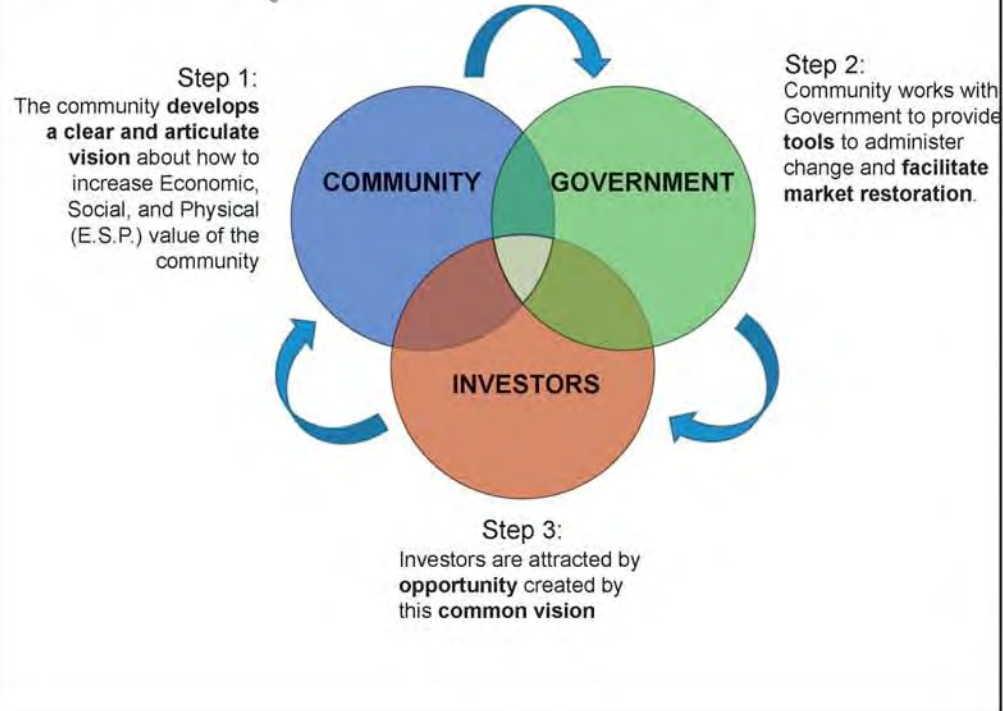 Step 1:
The community develops
a clear and articulate
vision about how to
increase Economic,
Social, and Physical
(E.S.P.) value of the
community
COMMUNITY
GOVERNMENT
Step 2:
Community works with
Government to provide
tools to administer
change and facilitate
market restoration.
INVESTORS
Step 3:
Investors are attracted by
opportunity created by
this common vision